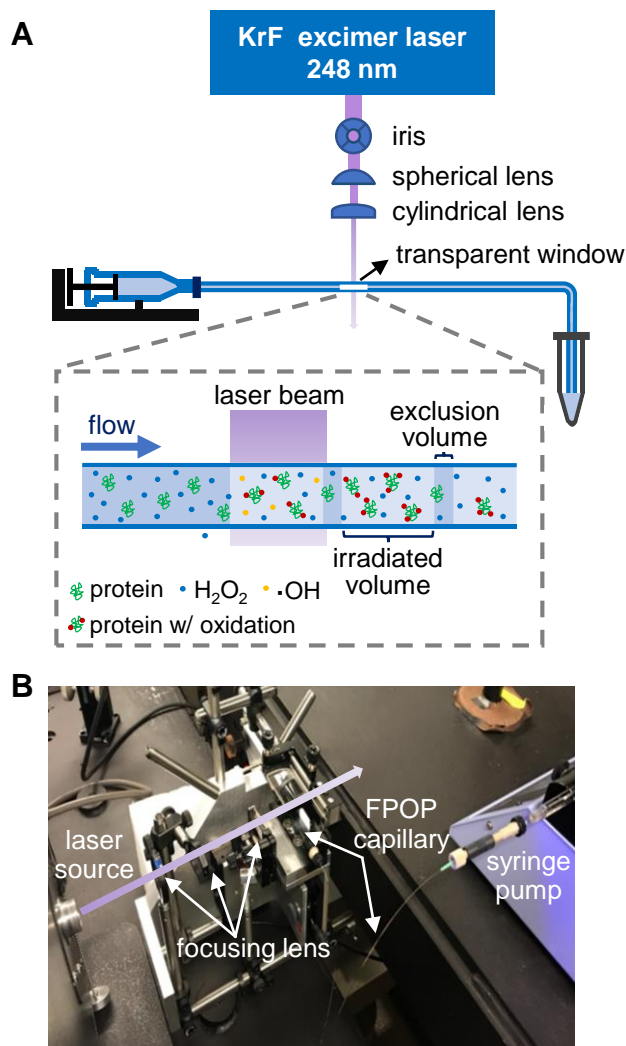 A
KrF excimer laser
248 nm
iris
spherical lens
cylindrical lens
transparent window
laser beam
exclusion
volume
flow
irradiated
volume
protein
H₂O₂
·OH
protein w/ oxidation
B
laser
source
FPOP
capillary
syringe
pump
focusing lens